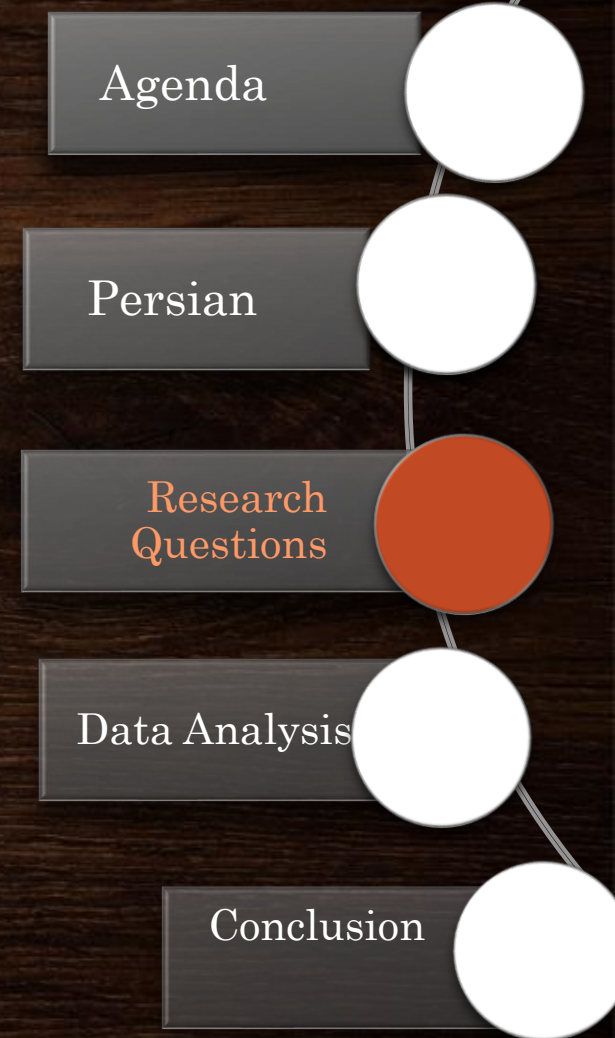 Agenda
Persian
Research
Questions
Data Analysis
Conclusion